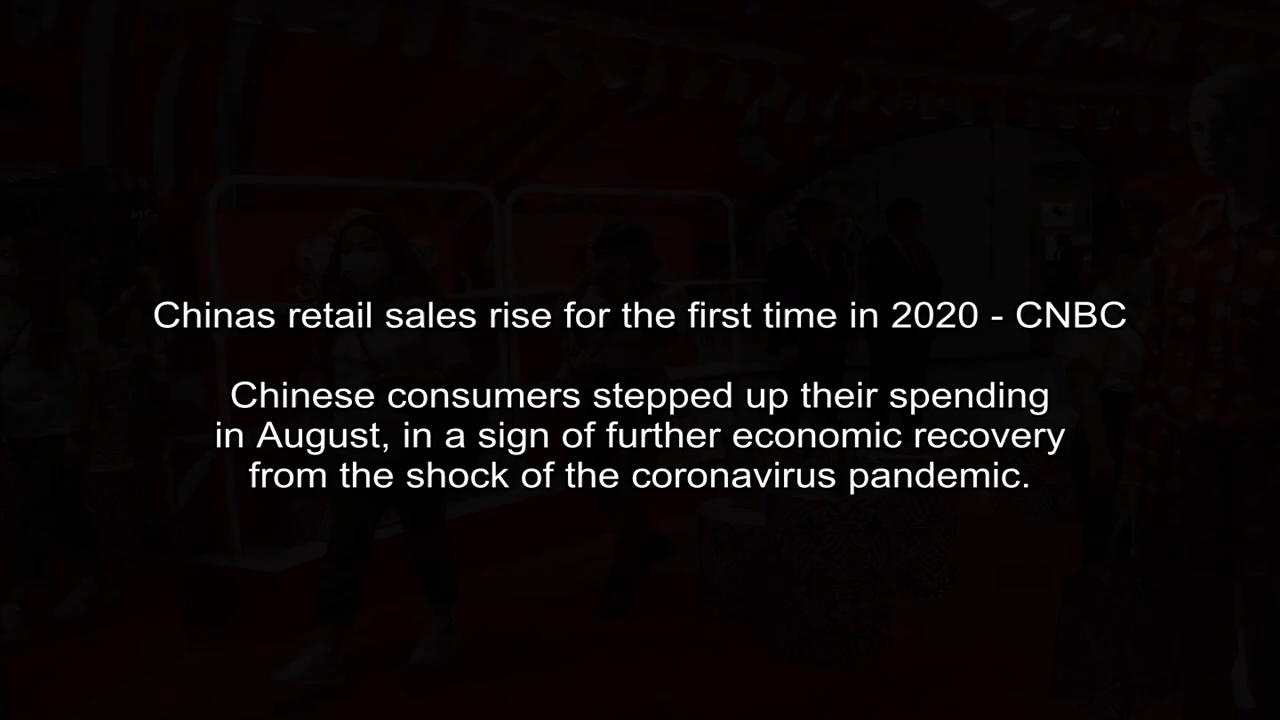 Chinas retail sales rise for the first time in 2020 - CNBC
Chinese consumers stepped up their spending
in August, in a sign of further economic recovery
from the shock of the coronavirus pandemic.